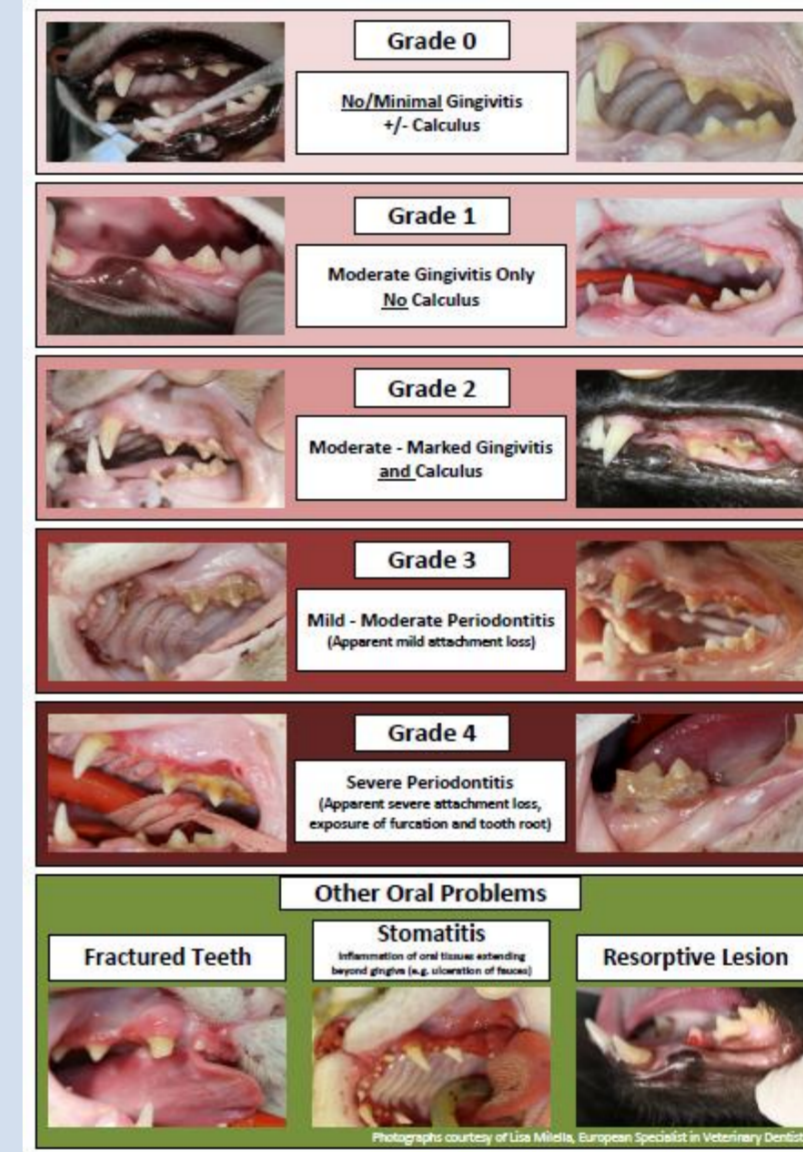 Grade 0
No/Minimal Gingivitis
+/- Calculus
Grade 1
Moderate Gingivitis Only
No Calculus
Grade 2
Moderate - Marked Gingivitis
and Calculus
Grade 3
Mild - Moderate Periodontitis
(Apparent mild attachment loss)
Grade 4
Severe Periodontitis
(Apparent severe attachment loss,
exposure of furcation and tooth root)
Other Oral Problems
Fractured Teeth
Stomatitis
Inflammation of oral tissues extending
beyond gingiva (e.g. ulceration of fauces)
Resorptive Lesion
Photographs courtesy of Lisa Milella, European Specialist in Veterinary Dentist